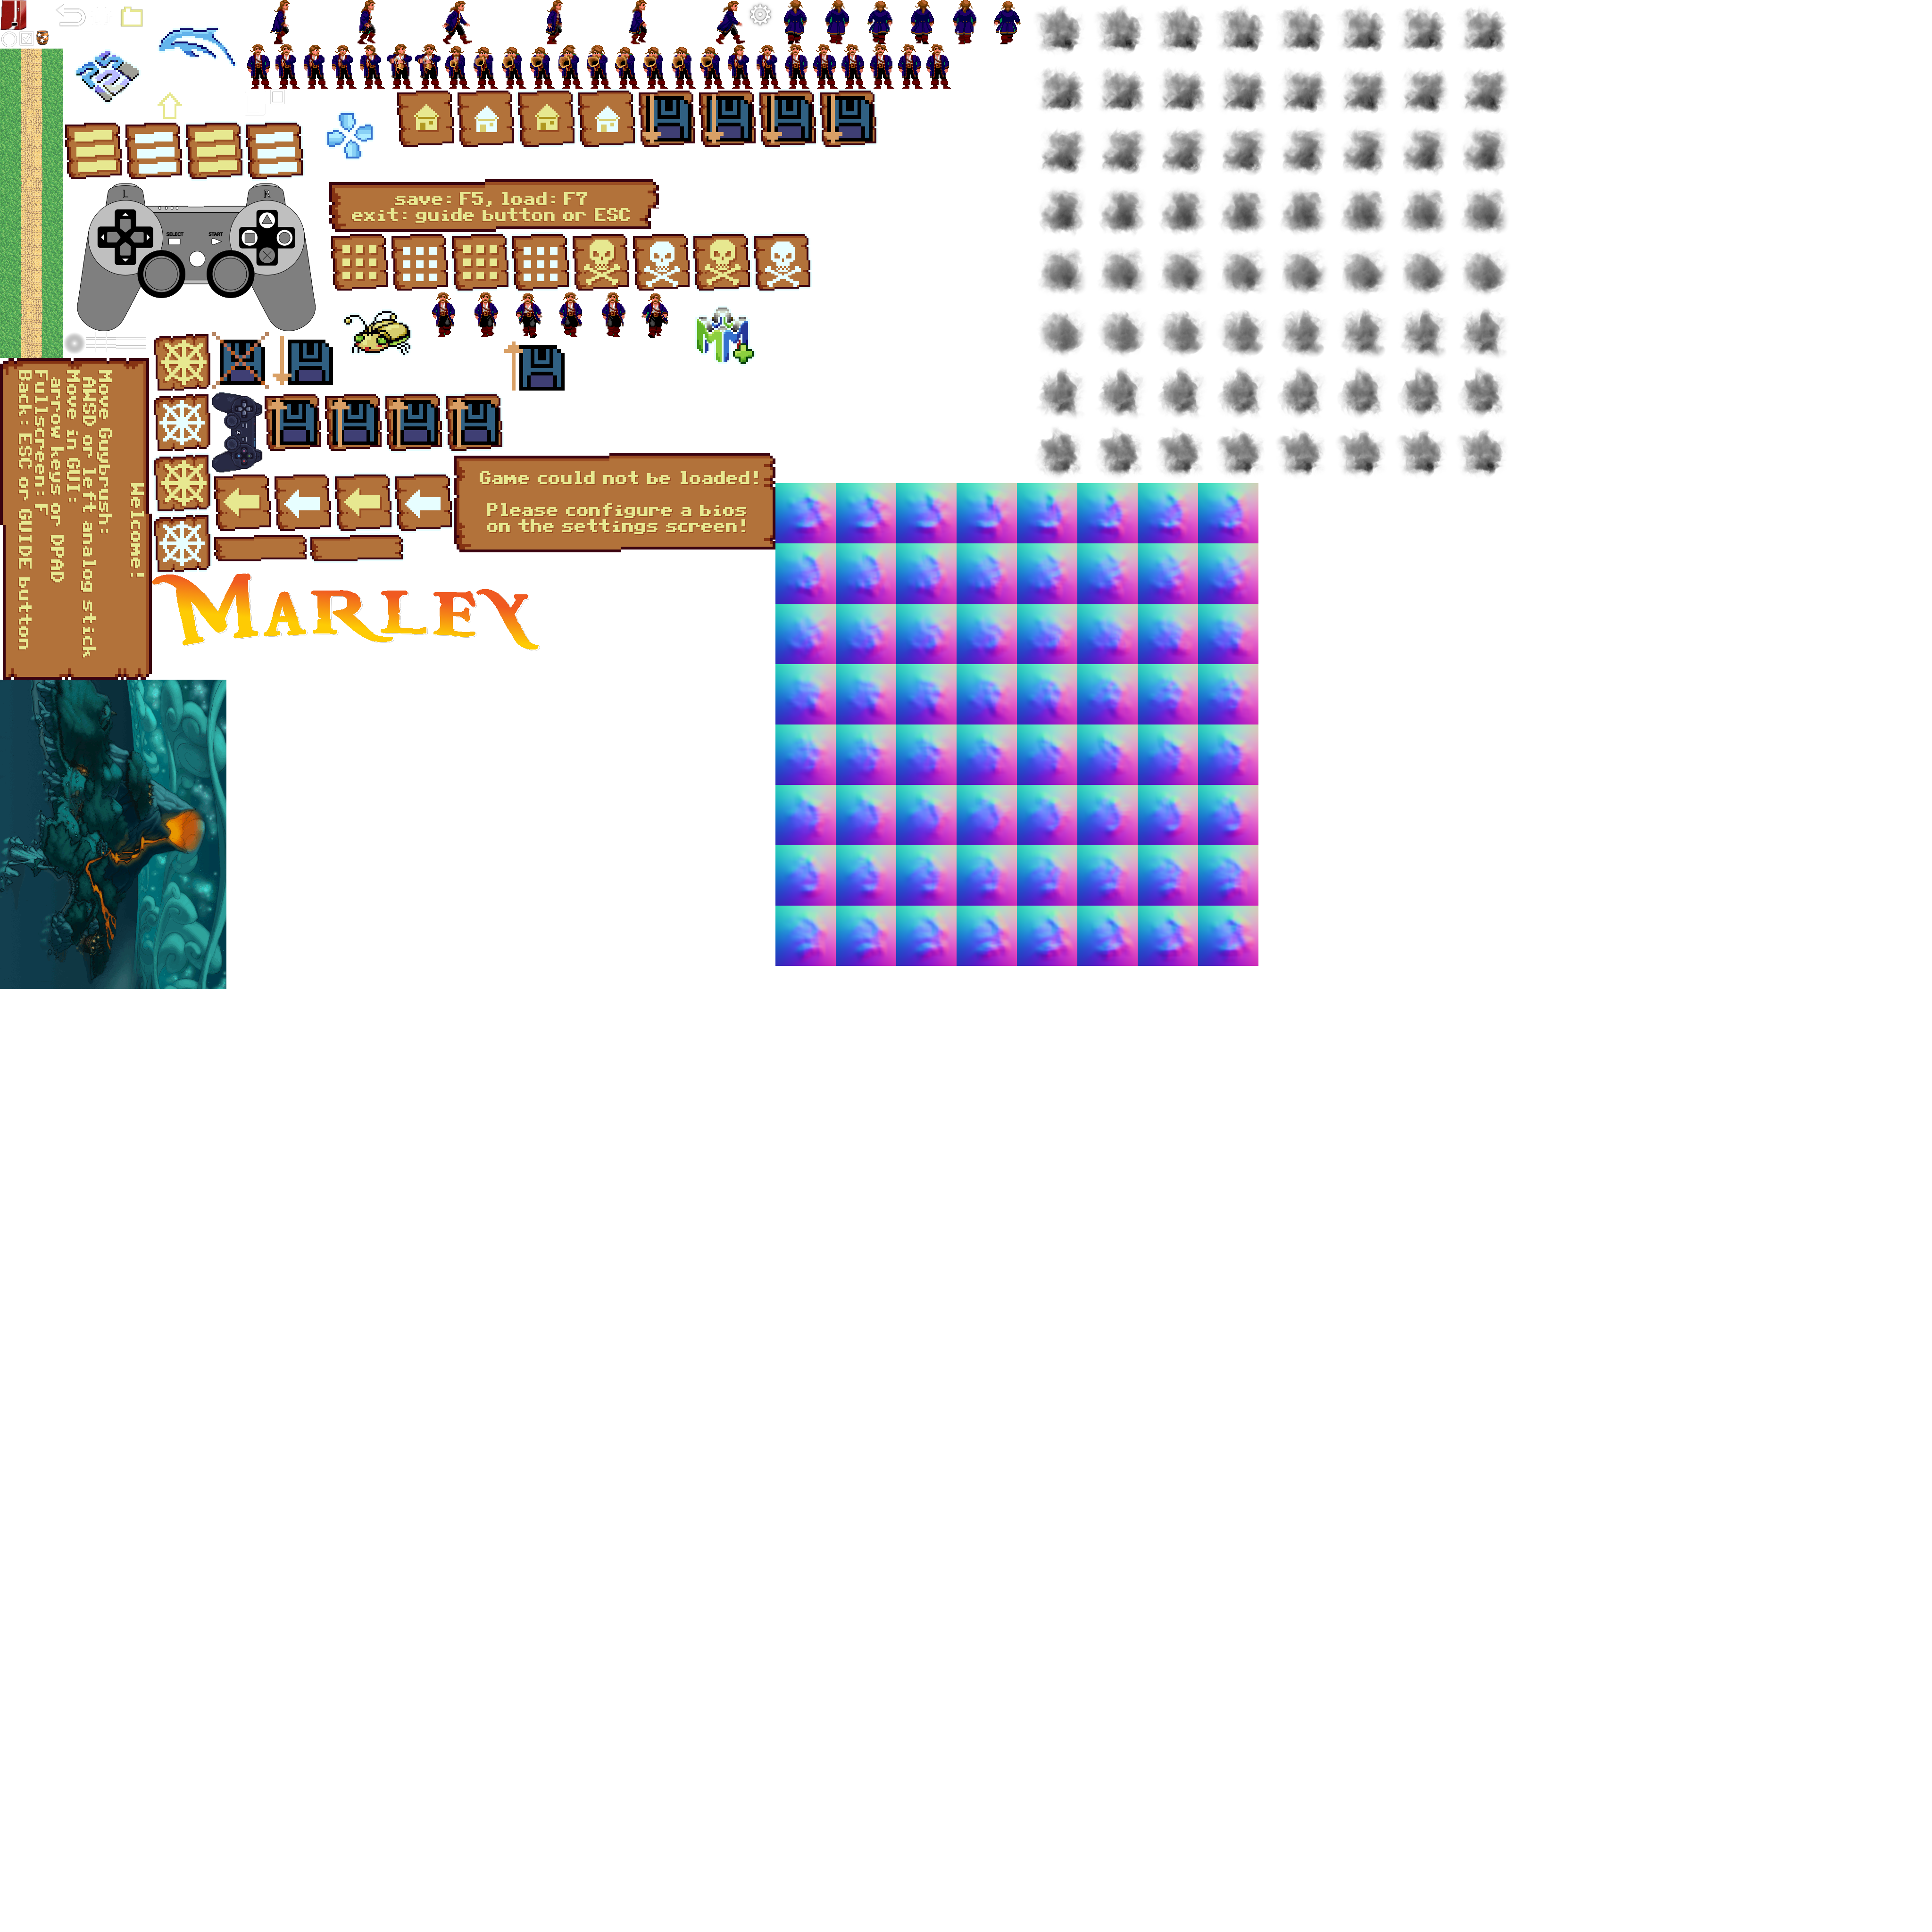 L
R
SELECT
START
save: F5, load: F7
exit: guide button or ESC
Welcome!
Move Guybrush:
AWSD or left analog stick
Move in GUI:
arrow keys or DPAD
Fullscreen: F
Back: ESC or GUIDE button
Game could not be loaded!
Please configure a bios
on the settings screen!
MARLEY